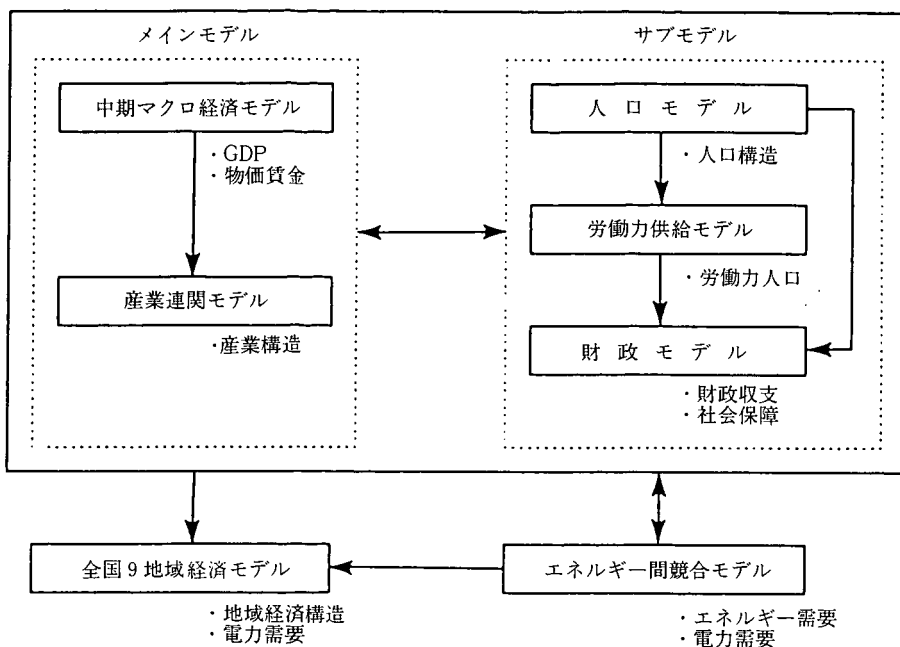 メインモデル
中期マクロ経済モデル
・GDP
・物価賃金
産業連関モデル
・産業構造
サブモデル
人口モデル
・人口構造
労働力供給モデル
・労働力人口
財政モデル
・財政収支
・社会保障
全国9地域経済モデル
・地域経済構造
・電力需要
エネルギー間競合モデル
・エネルギー需要
・電力需要